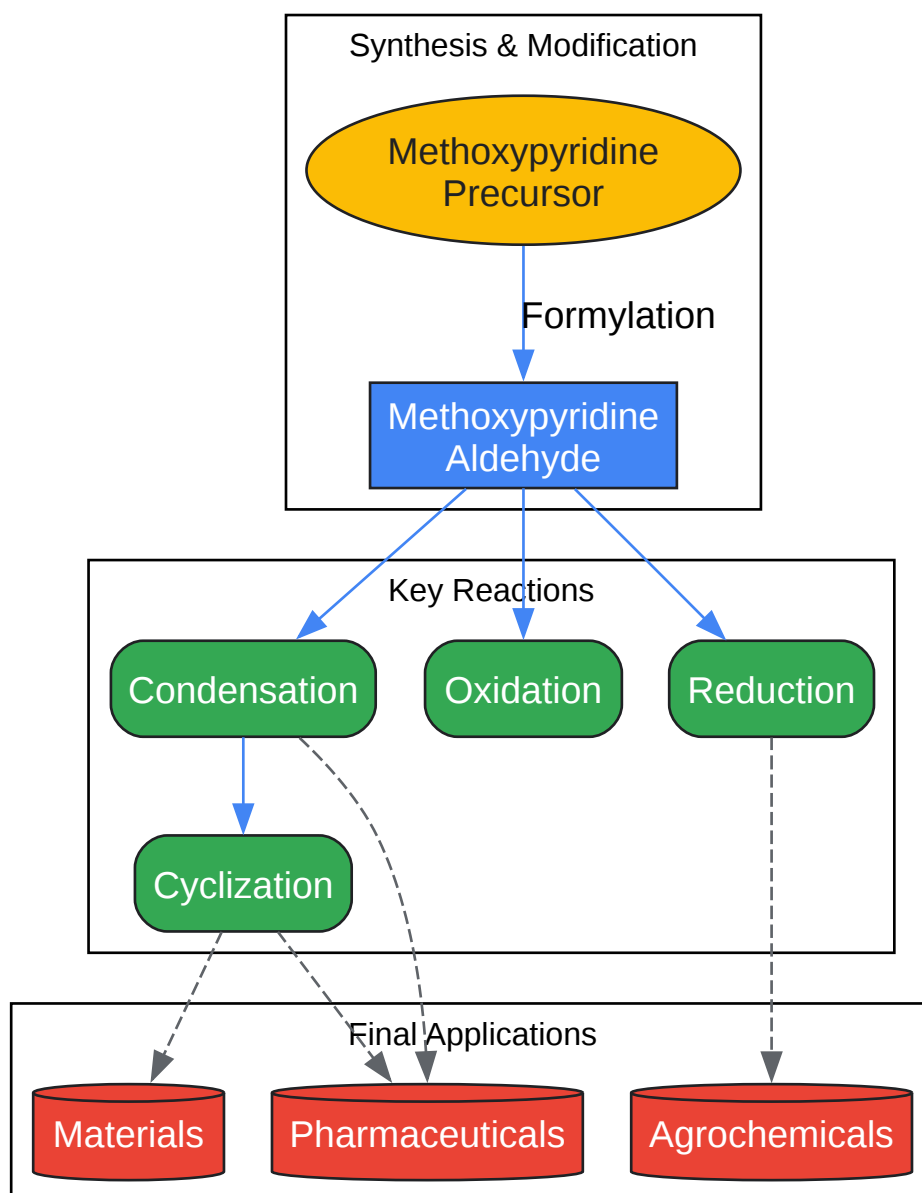 Synthesis & Modification
Methoxypyridine
Precursor
Formylation
Methoxypyridine
Aldehyde
Key Reactions
Condensation
Oxidation
Reduction
Cyclization
Final Applications
Materials
Pharmaceuticals
Agrochemicals